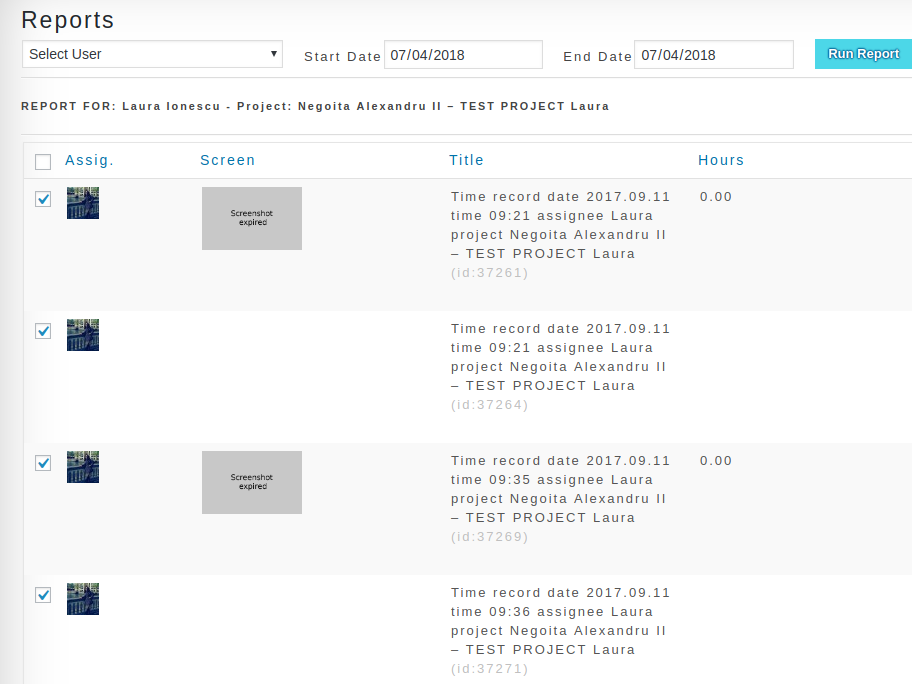 Reports
Select User Start Date 07/04/2018 End Date 07/04/2018 Run Report
REPORT FOR: Laura Ionescu - Project: Negoita Alexandru II – TEST PROJECT Laura
Assig. Screen Title Hours
Screenshot
expired
Time record date 2017.09.11
time 09:21 assignee Laura
project Negoita Alexandru II
– TEST PROJECT Laura
(id:37261)
0.00
Time record date 2017.09.11
time 09:21 assignee Laura
project Negoita Alexandru II
– TEST PROJECT Laura
(id:37264)
Screenshot
expired
Time record date 2017.09.11
time 09:35 assignee Laura
project Negoita Alexandru II
– TEST PROJECT Laura
(id:37269)
0.00
Time record date 2017.09.11
time 09:36 assignee Laura
project Negoita Alexandru II
– TEST PROJECT Laura
(id:37271)